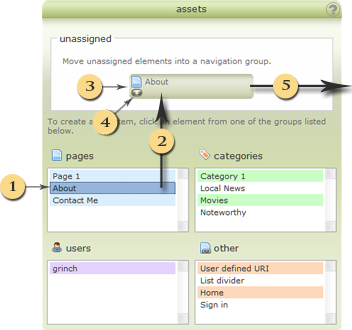 assets
?
unassigned
Move unassigned elements into a navigation group.
3
About
5
4
To create a
item, click
an element from one of the groups listed
below.
2
pages
categories
Page 1
Category 1
1
About
Local News
Contact Me
Movies
Noteworthy
users
other
grinch
User defined URI
List divider
Home
Sign in